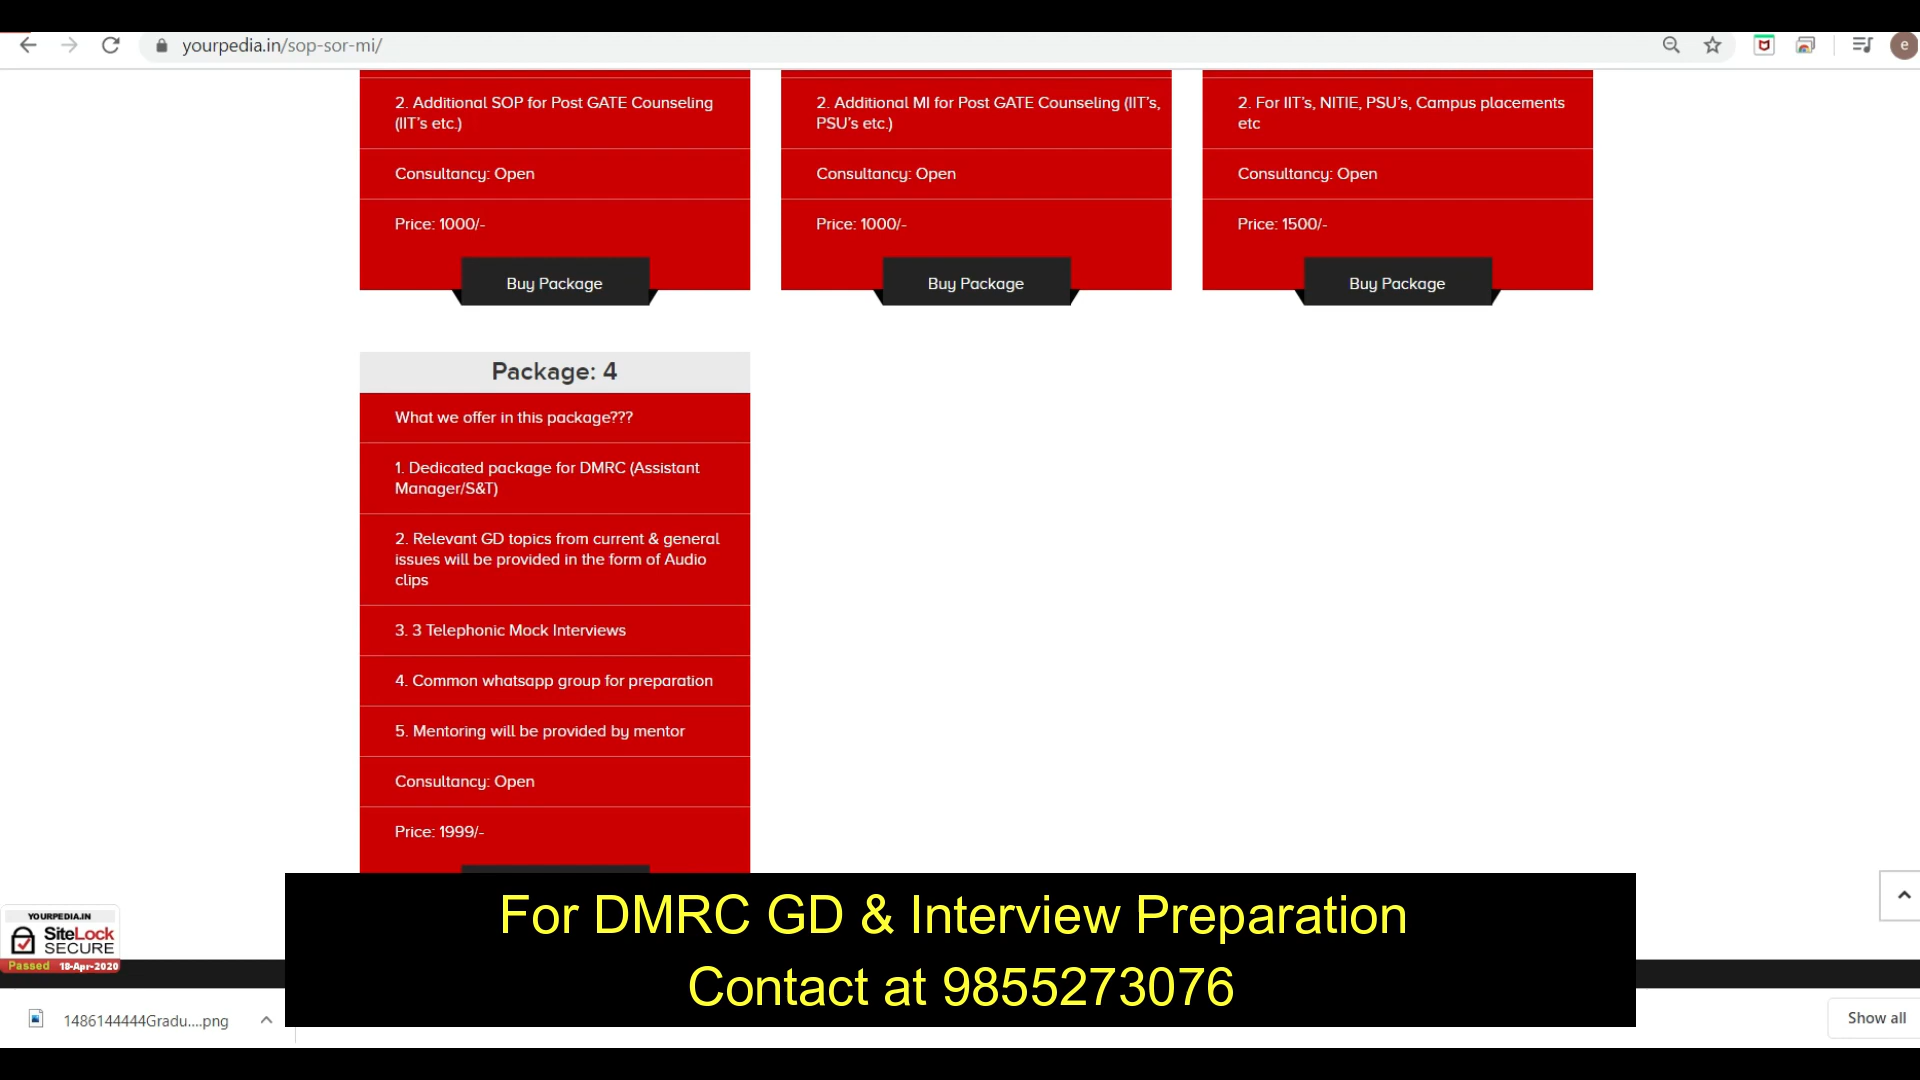 yourpedia.in/sop-sor-mi/
e
2. Additional SOP for Post GATE Counseling
(IIT's etc.)
Consultancy: Open
Price: 1000/-
Buy Package
2. Additional MI for Post GATE Counseling (IIT's,
PSU's etc.)
Consultancy: Open
Price: 1000/-
Buy Package
2. For IIT's, NITIE, PSU's, Campus placements
etc
Consultancy: Open
Price: 1500/-
Buy Package
Package: 4
What we offer in this package???
1. Dedicated package for DMRC (Assistant
Manager/S&T)
2. Relevant GD topics from current & general
issues will be provided in the form of Audio
clips
3. 3 Telephonic Mock Interviews
4. Common whatsapp group for preparation
5. Mentoring will be provided by mentor
Consultancy: Open
Price: 1999/-
For DMRC GD & Interview Preparation
Contact at 9855273076
YOURPEDIA.IN
SiteLock
SECURE
Passed 18-Apr-2020
1486144444Gradu....png
Show all